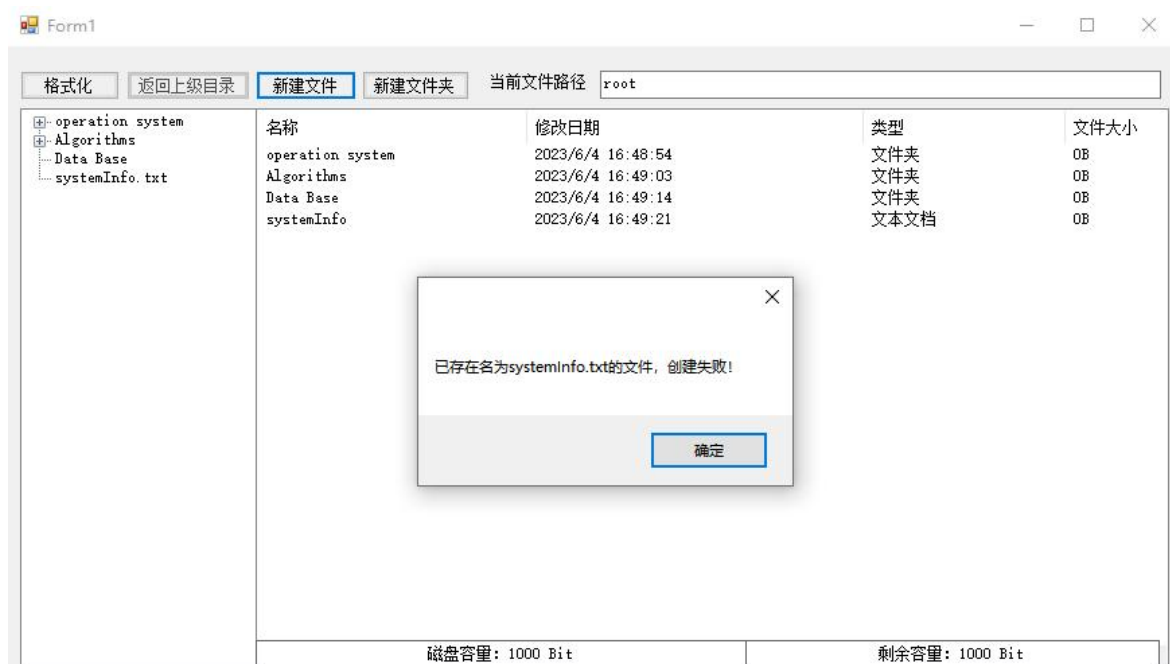 Form1
格式化 返回上级目录 新建文件 新建文件夹 当前文件路径 root
operation system
Algorithms
Data Base
systemInfo.txt
名称 修改日期 类型 文件大小
operation system 2023/6/4 16:48:54 文件夹 0B
Algorithms 2023/6/4 16:49:03 文件夹 0B
Data Base 2023/6/4 16:49:14 文件夹 0B
systemInfo 2023/6/4 16:49:21 文本文档 0B
已存在名为systemInfo.txt的文件，创建失败!
确定
磁盘容量：1000 Bit 剩余容量：1000 Bit